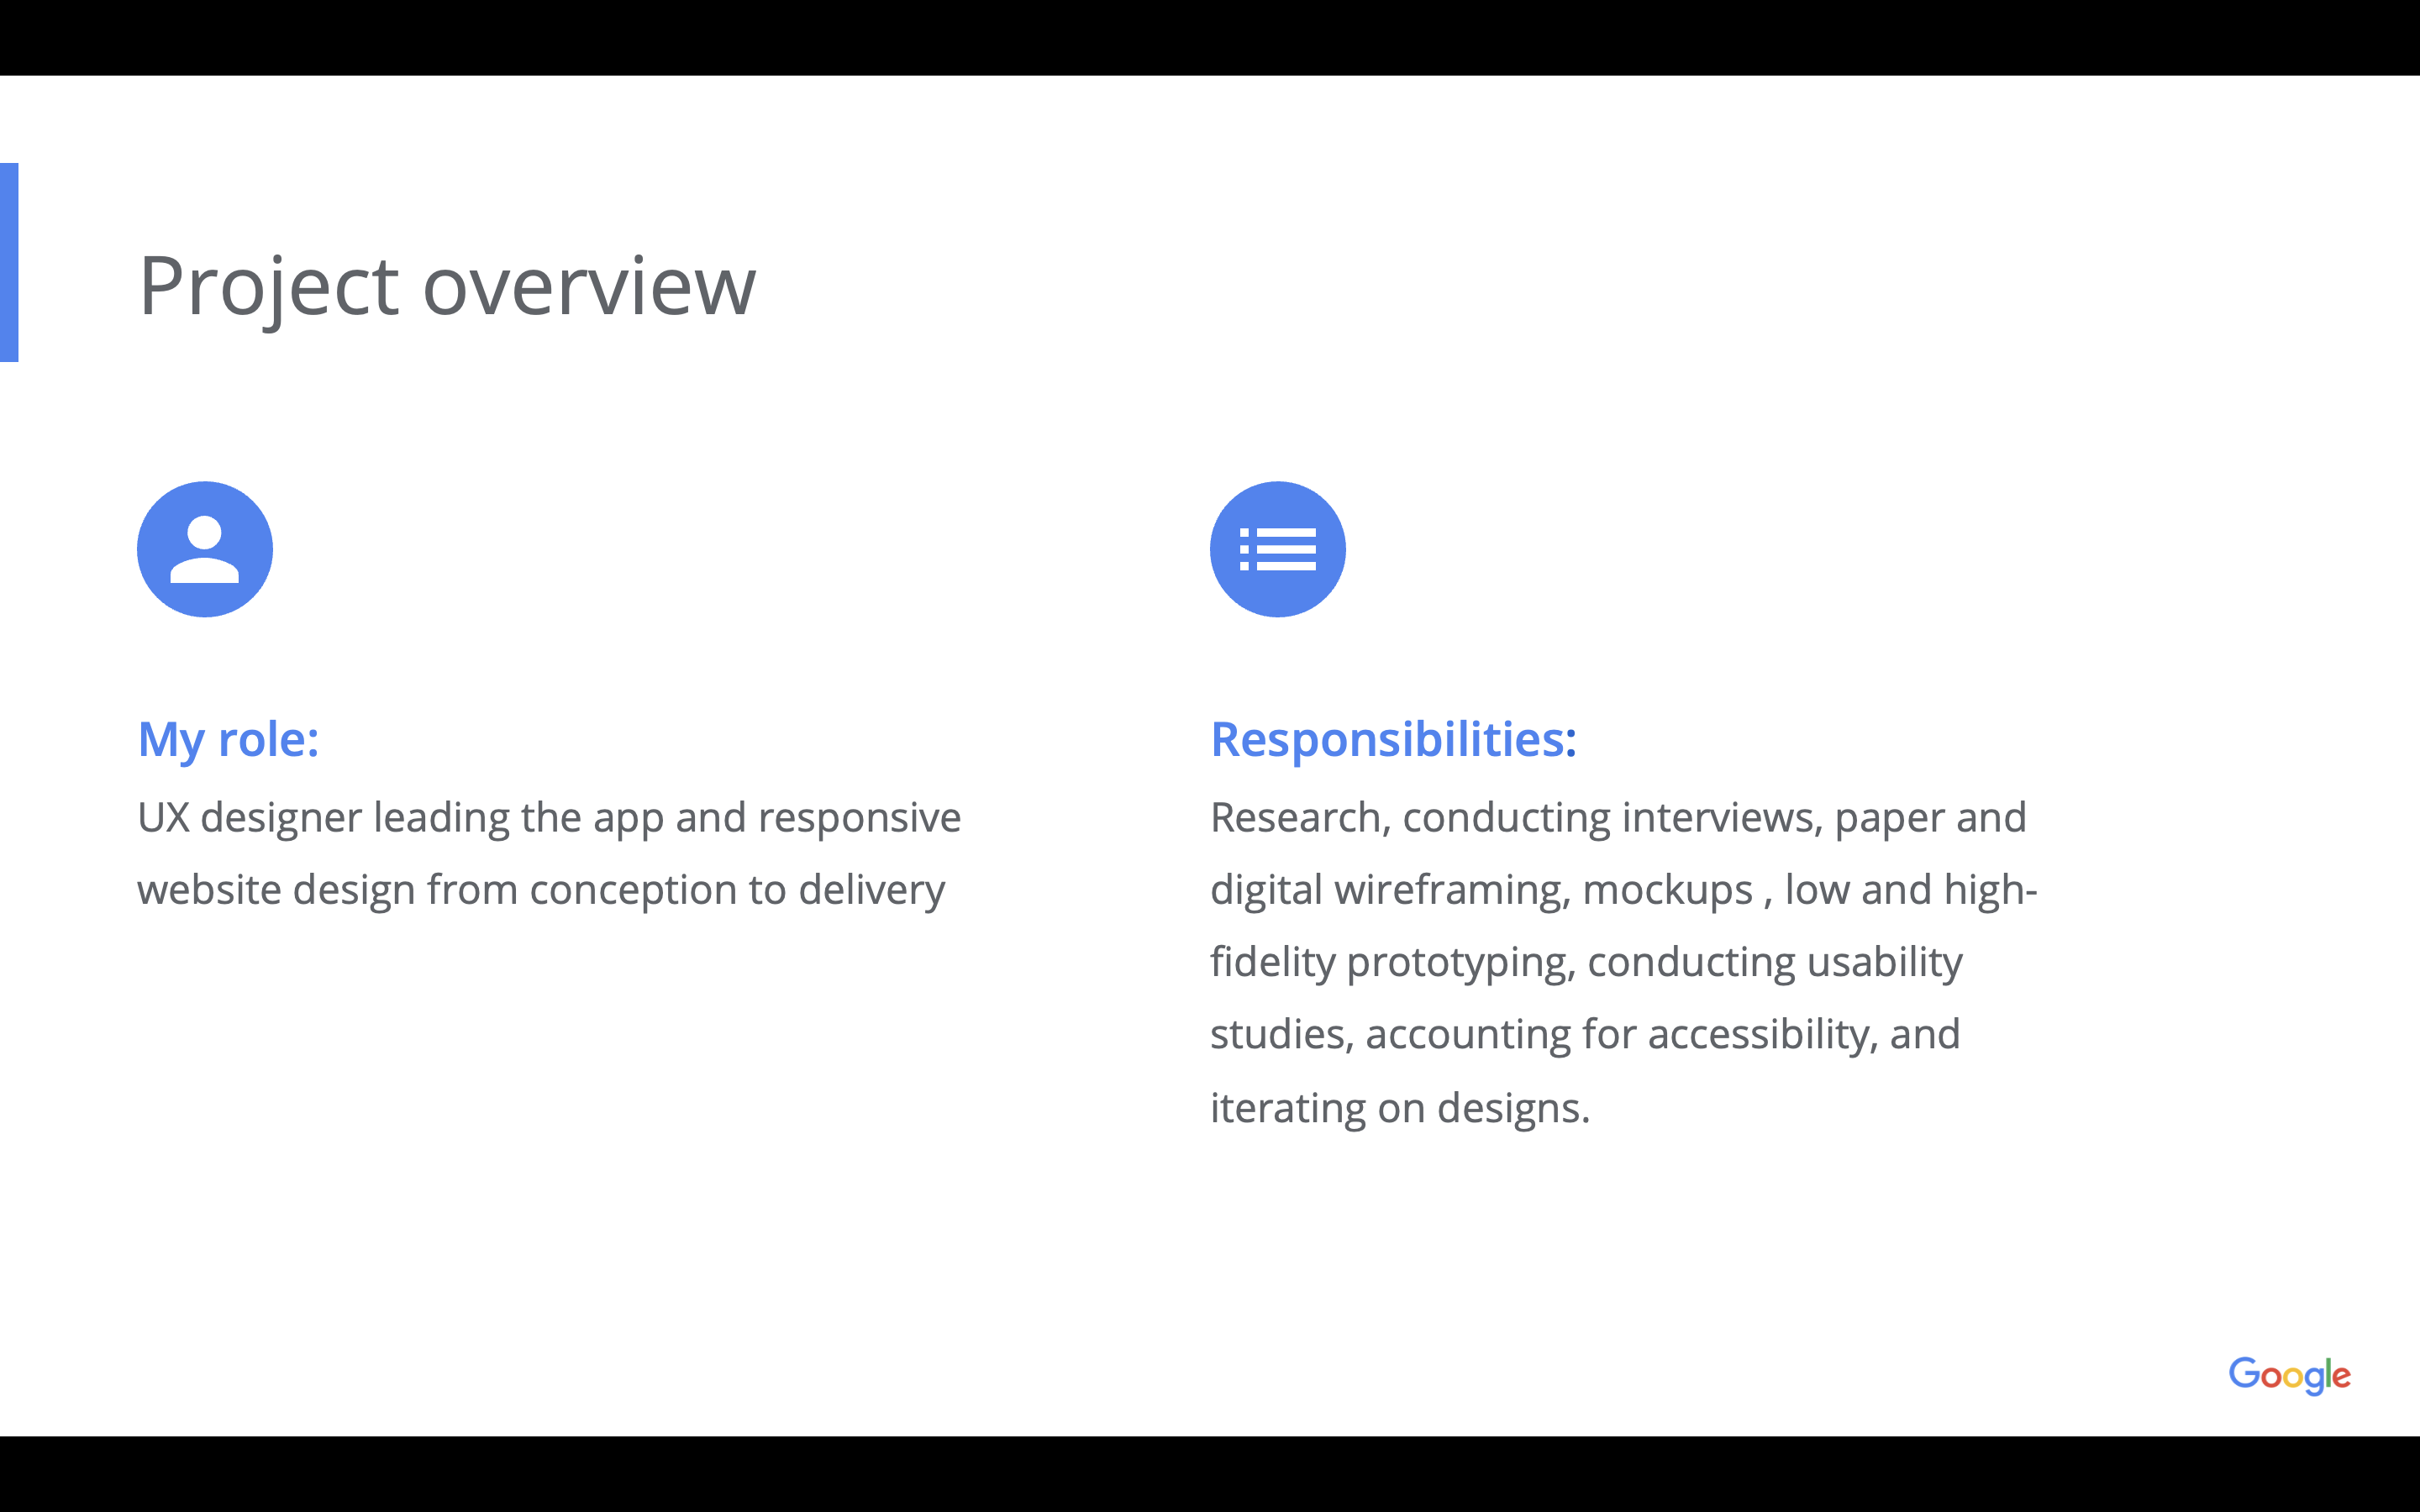 Project overview
My role:
UX designer leading the app and responsive
website design from conception to delivery
Responsibilities:
Research, conducting interviews, paper and
digital wireframing, mockups , low and high-
fidelity prototyping, conducting usability
studies, accounting for accessibility, and
iterating on designs.
Google